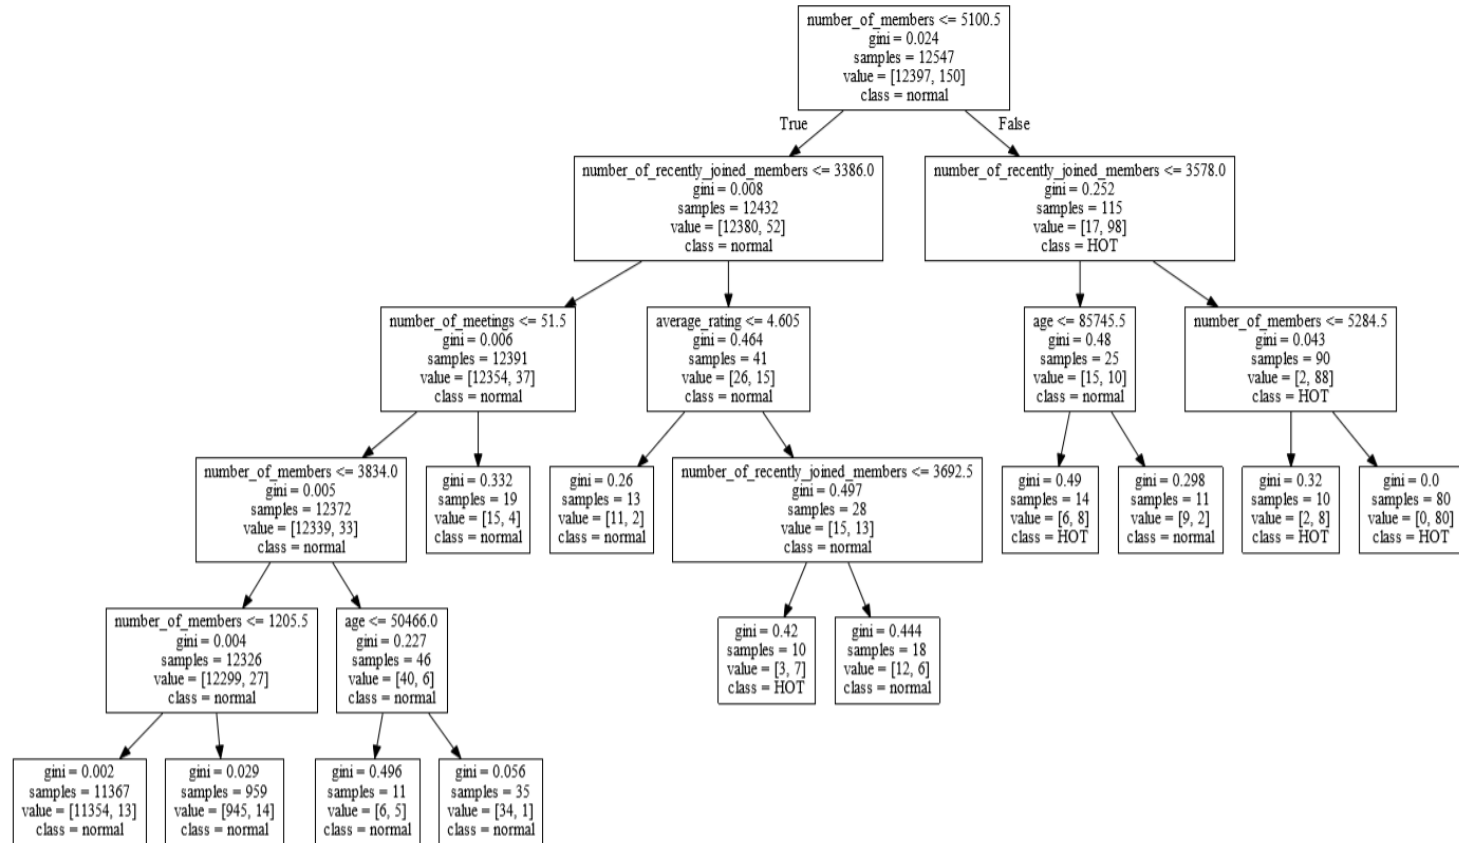 number_of_members <= 5100.5
gini = 0.024
samples = 12547
value = [12397, 150]
class = normal
True
False
number_of_recently_joined_members <= 3386.0
gini = 0.008
samples = 12432
value = [12380, 52]
class = normal
number_of_recently_joined_members <= 3578.0
gini = 0.252
samples = 115
value = [17, 98]
class = HOT
number_of_meetings <= 51.5
gini = 0.006
samples = 12391
value = [12354, 37]
class = normal
average_rating <= 4.605
gini = 0.464
samples = 41
value = [26, 15]
class = normal
age <= 85745.5
gini = 0.48
samples = 25
value = [15, 10]
class = normal
number_of_members <= 5284.5
gini = 0.043
samples = 90
value = [2, 88]
class = HOT
number_of_members <= 3834.0
gini = 0.005
samples = 12372
value = [12339, 33]
class = normal
gini = 0.332
samples = 19
value = [15, 4]
class = normal
gini = 0.26
samples = 13
value = [11, 2]
class = normal
number_of_recently_joined_members <= 3692.5
gini = 0.497
samples = 28
value = [15, 13]
class = normal
gini = 0.49
samples = 14
value = [6, 8]
class = HOT
gini = 0.298
samples = 11
value = [9, 2]
class = normal
gini = 0.32
samples = 10
value = [2, 8]
class = HOT
gini = 0.0
samples = 80
value = [0, 80]
class = HOT
number_of_members <= 1205.5
gini = 0.004
samples = 12326
value = [12299, 27]
class = normal
age <= 50466.0
gini = 0.227
samples = 46
value = [40, 6]
class = normal
gini = 0.42
samples = 10
value = [3, 7]
class = HOT
gini = 0.444
samples = 18
value = [12, 6]
class = normal
gini = 0.002
samples = 11367
value = [11354, 13]
class = normal
gini = 0.029
samples = 959
value = [945, 14]
class = normal
gini = 0.496
samples = 11
value = [6, 5]
class = normal
gini = 0.056
samples = 35
value = [34, 1]
class = normal